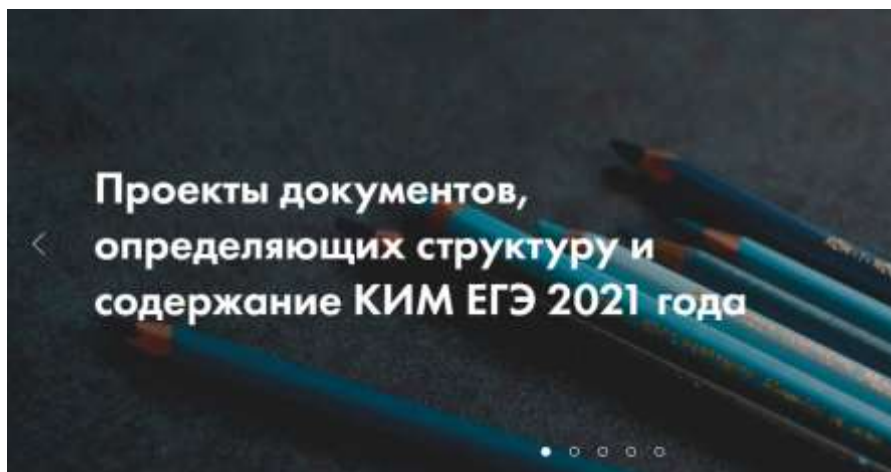 Проекты документов,
определяющих структуру и
содержание КИМ ЕГЭ 2021 года